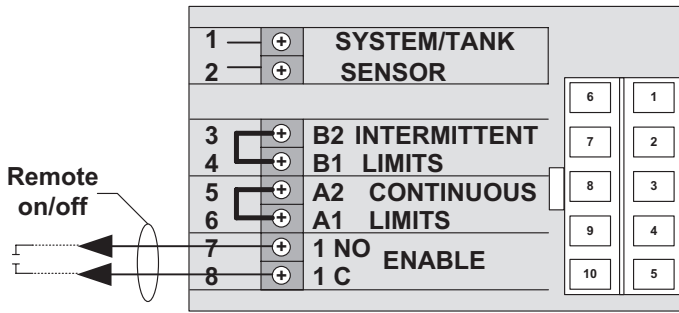 1 SYSTEM/TANK
2 SENSOR
3 B2 INTERMITTENT
4 B1 LIMITS
5 A2 CONTINUOUS
6 A1 LIMITS
7 1 NO ENABLE
8 1 C
Remote
on/off
6 1
7 2
8 3
9 4
10 5